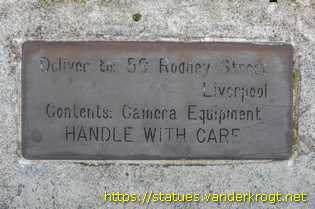 Deliver to: 59 Rodney Street
Liverpool
Contents: Camera Equipment
HANDLE WITH CARE
https://statues.vanderkrogt.net